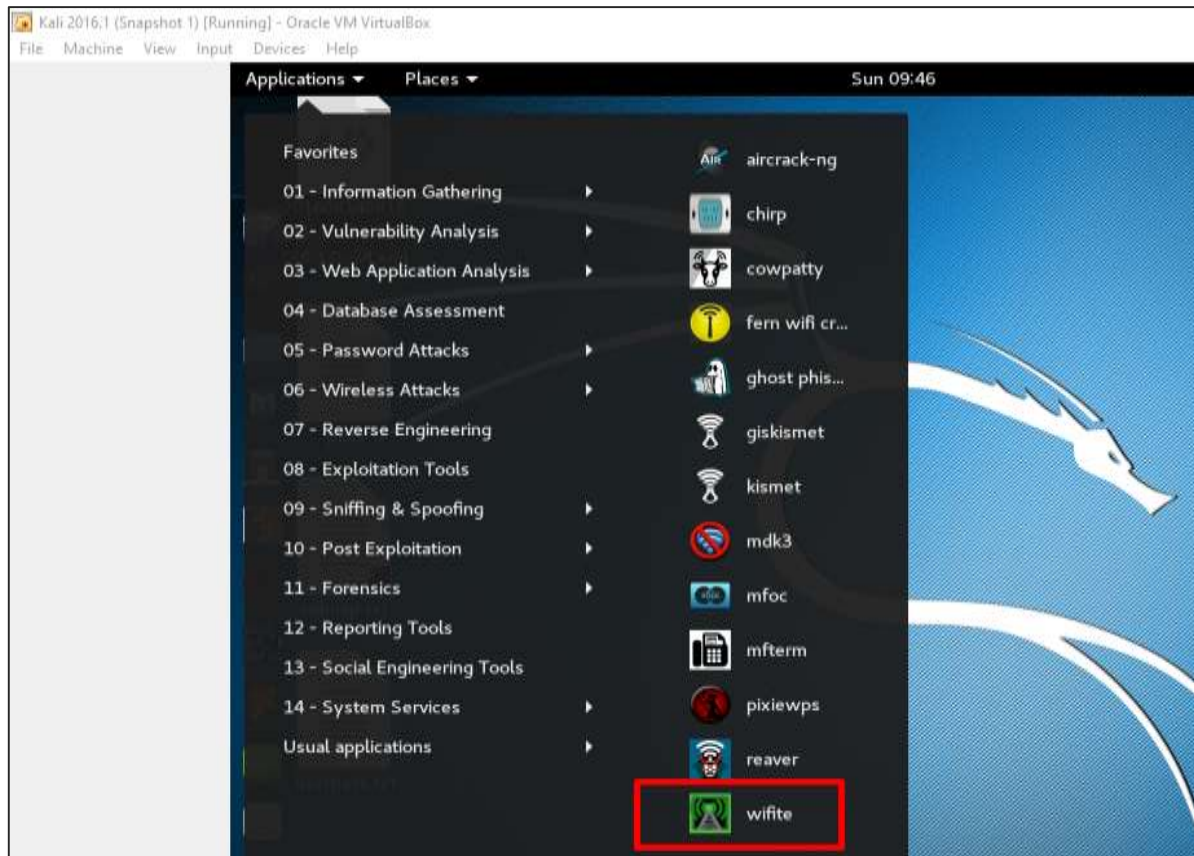 Kali 2016.1 (Snapshot 1) [Running] - Oracle VM VirtualBox
File Machine View Input Devices Help
Applications Places Sun 09:46
Favorites
01 - Information Gathering
02 - Vulnerability Analysis
03 - Web Application Analysis
04 - Database Assessment
05 - Password Attacks
06 - Wireless Attacks
07 - Reverse Engineering
08 - Exploitation Tools
09 - Sniffing & Spoofing
10 - Post Exploitation
11 - Forensics
12 - Reporting Tools
13 - Social Engineering Tools
14 - System Services
Usual applications
AIR
aircrack-ng
chirp
cowpatty
fern wifi cr...
ghost phis...
giskismet
kismet
mdk3
mfoc
mfterm
pixiewps
reaver
wifite